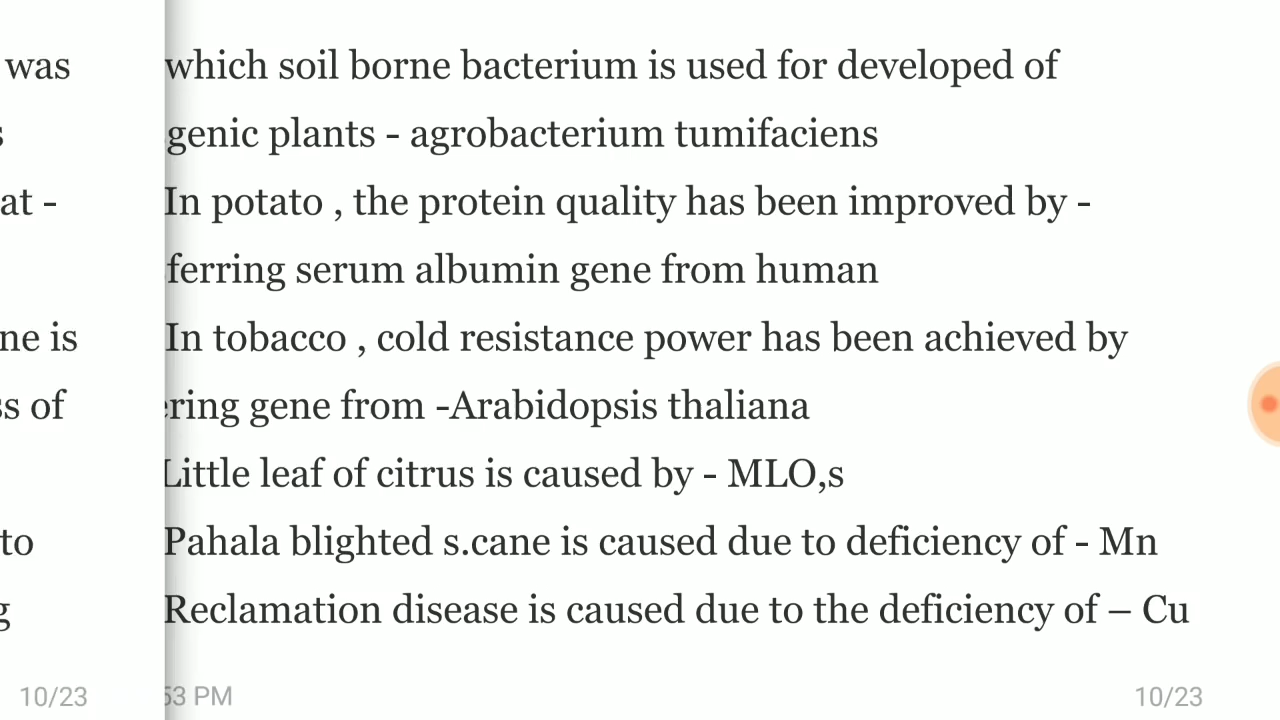 was
s
at -
ne is
ss of
to
g
10/23
which soil borne bacterium is used for developed of
genic plants - agrobacterium tumifaciens
In potato , the protein quality has been improved by -
ferring serum albumin gene from human
In tobacco , cold resistance power has been achieved by
ering gene from -Arabidopsis thaliana
Little leaf of citrus is caused by - MLO,s
Pahala blighted s.cane is caused due to deficiency of - Mn
Reclamation disease is caused due to the deficiency of – Cu
53 PM 10/23